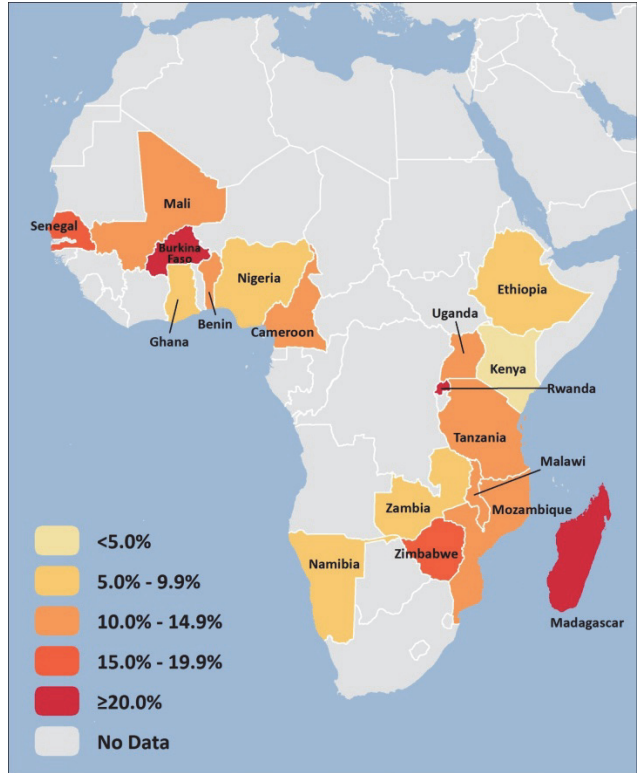 Mali
Senegal
Burkina
Faso
Nigeria
Ethiopia
Ghana
Benin
Cameroon
Uganda
Kenya
Rwanda
Tanzania
Malawi
Zambia
Mozambique
Namibia
Zimbabwe
Madagascar
<5.0%
5.0% - 9.9%
10.0% - 14.9%
15.0% - 19.9%
≥20.0%
No Data